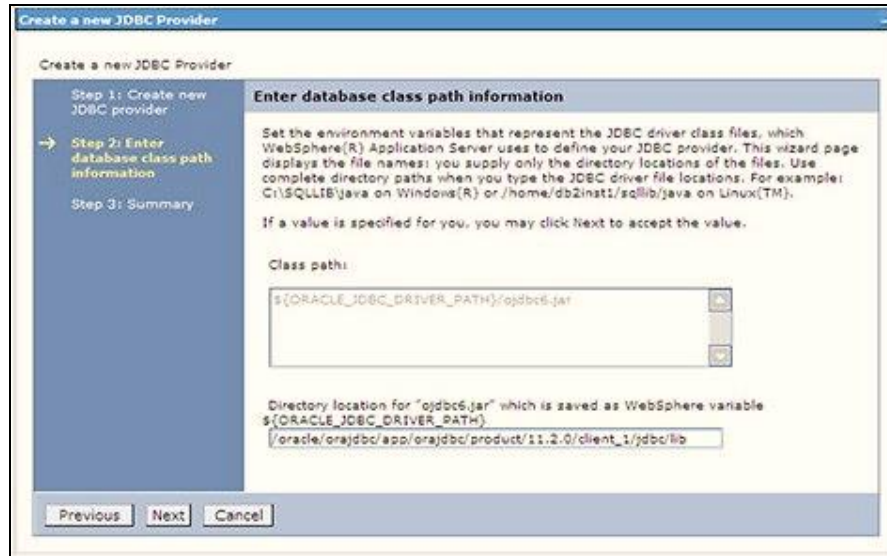 Create a new JDBC Provider
Create a new JDBC Provider
Step 1: Create new
JDBC provider
Step 2: Enter
database class path
information
Step 3: Summary
Enter database class path information
Set the environment variables that represent the JDBC driver class files, which
WebSphere(R) Application Server uses to define your JDBC provider. This wizard page
displays the file names; you supply only the directory locations of the files. Use
complete directory paths when you type the JDBC driver file locations. For example:
C:\SQLLIB\java on Windows(R) or /home/db2inst1/sqllib/java on Linux(TM).
If a value is specified for you, you may click Next to accept the value.
Class path:
${ORACLE_JDBC_DRIVER_PATH}/ojdbc6.jar
Directory location for "ojdbc6.jar" which is saved as WebSphere variable
${ORACLE_JDBC_DRIVER_PATH}
/oracle/orajdbc/app/orajdbc/product/11.2.0/client_1/jdbc/lib
Previous Next Cancel